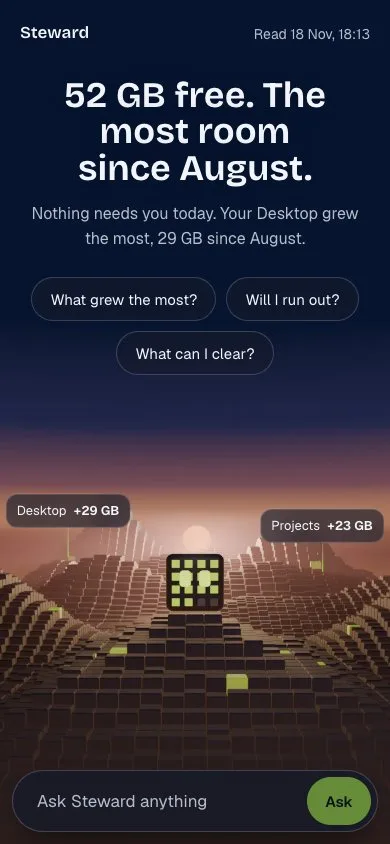 Steward
Read 18 Nov, 18:13
52 GB free. The
most room
since August.
Nothing needs you today. Your Desktop grew
the most, 29 GB since August.
What grew the most?
Will I run out?
What can I clear?
Desktop +29 GB
Projects +23 GB
Ask Steward anything
Ask